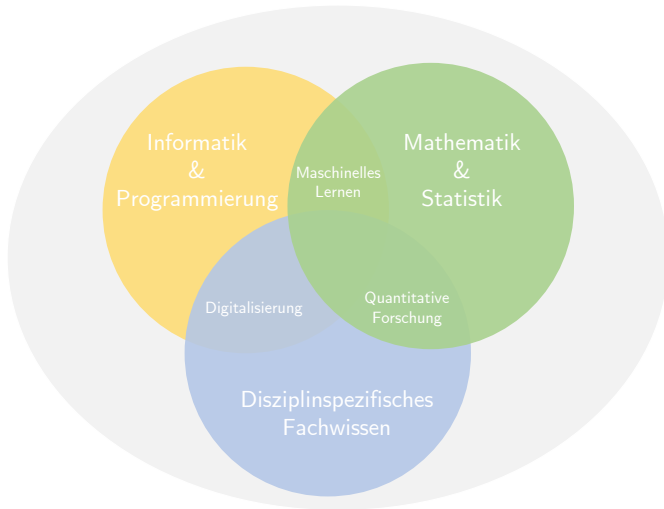 Informatik
&
Programmierung
Mathematik
&
Statistik
Maschinelles
Lernen
Digitalisierung
Quantitative
Forschung
Disziplinspezifisches
Fachwissen